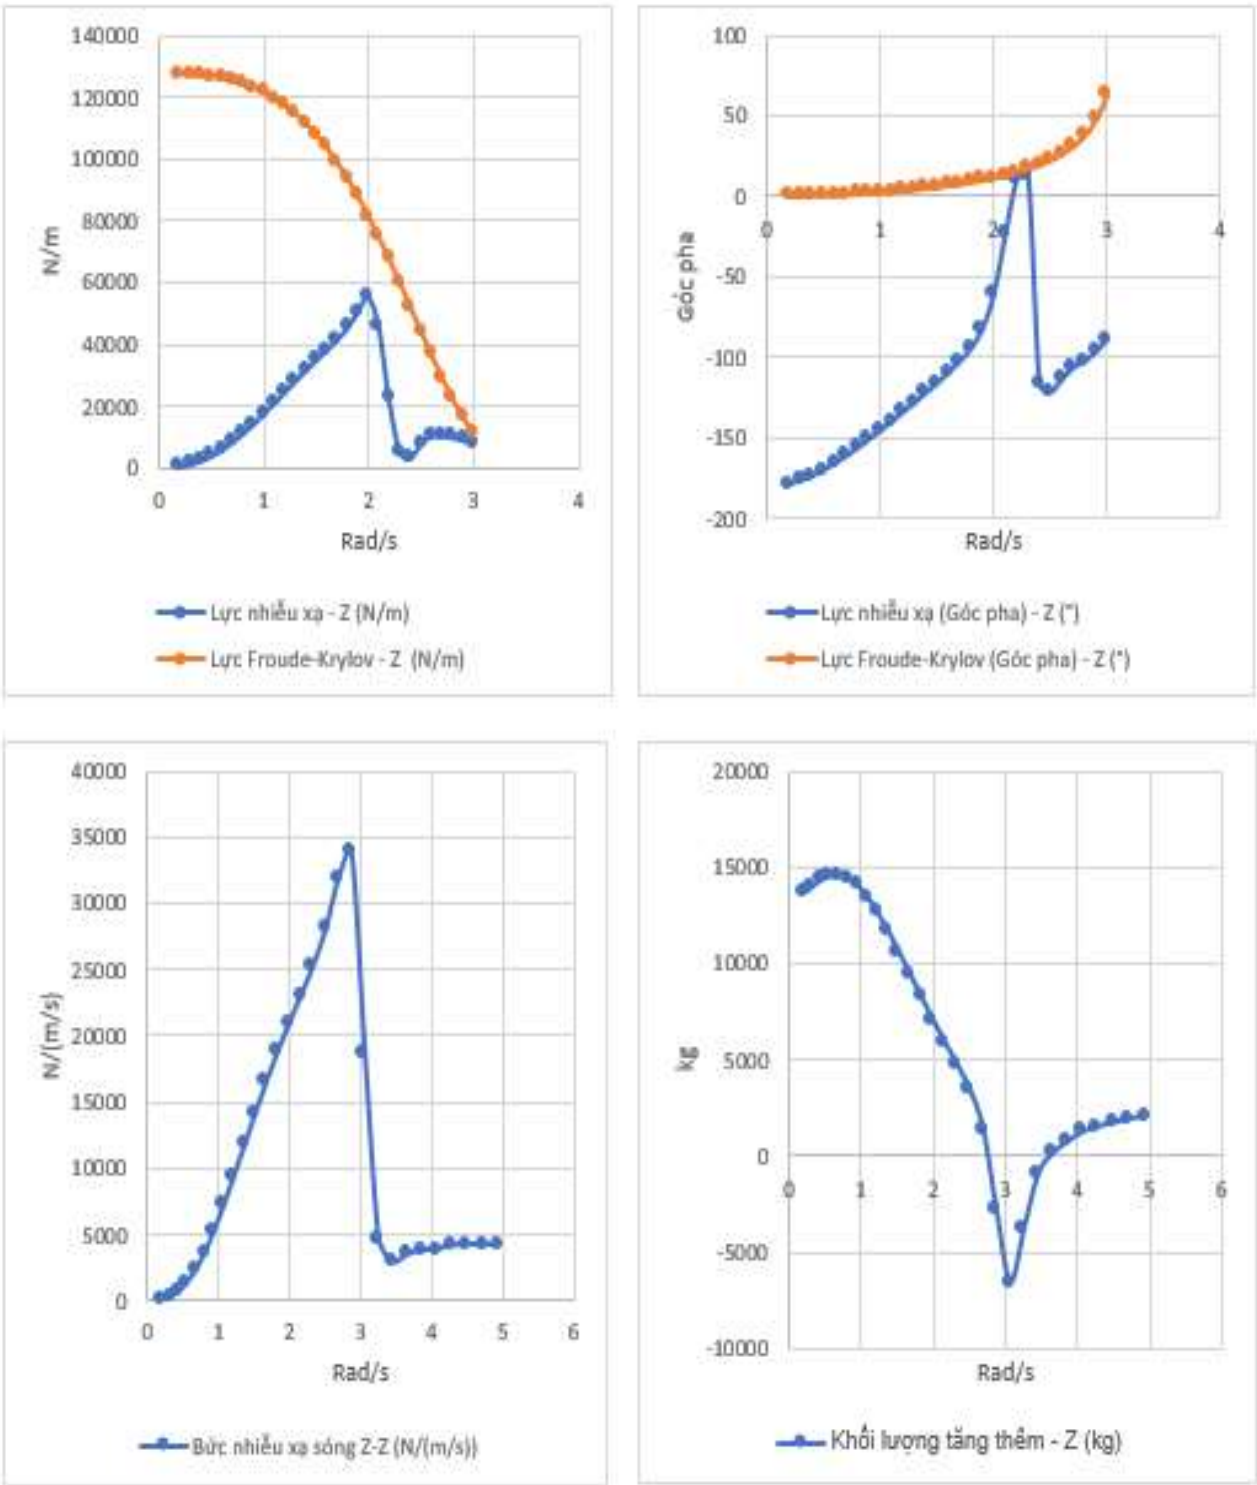 140000
120000
100000
80000
60000
40000
20000
0
0 1 2 3 4
N/m
Rad/s
Lực nhiễu xạ - Z (N/m)
Lực Froude-Krylov - Z (N/m)
100
50
0
-50
-100
-150
-200
0 1 2 3 4
Góc pha
Rad/s
Lực nhiễu xạ (Góc pha) - Z (°)
Lực Froude-Krylov (Góc pha) - Z (°)
40000
35000
30000
25000
20000
15000
10000
5000
0
0 1 2 3 4 5 6
N/(m/s)
Rad/s
Bức nhiễu xạ sóng Z-Z (N/(m/s))
20000
15000
10000
5000
0
-5000
-10000
0 1 2 3 4 5 6
kg
Rad/s
Khối lượng tăng thêm - Z (kg)